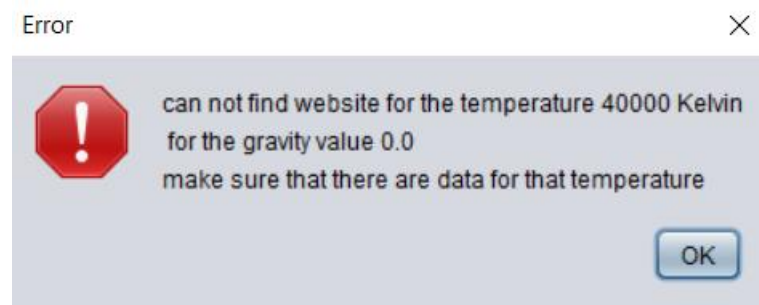 Error
can not find website for the temperature 40000 Kelvin
for the gravity value 0.0
make sure that there are data for that temperature
OK